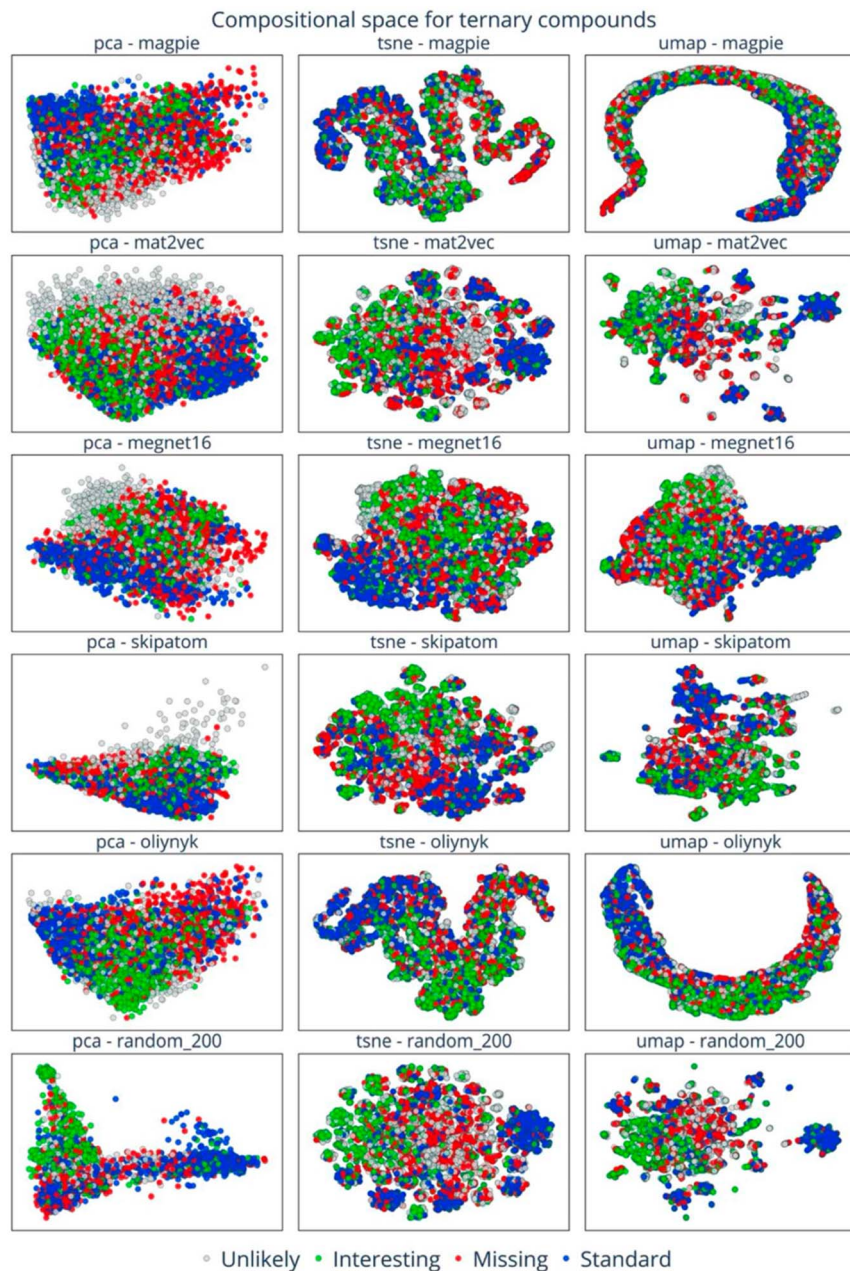 Compositional space for ternary compounds
pca - magpie
tsne - magpie
umap - magpie
pca - mat2vec
tsne - mat2vec
umap - mat2vec
pca - megnet16
tsne - megnet16
umap - megnet16
pca - skipatom
tsne - skipatom
umap - skipatom
pca - oliynyk
tsne - oliynyk
umap - oliynyk
pca - random_200
tsne - random_200
umap - random_200
Unlikely Interesting Missing Standard